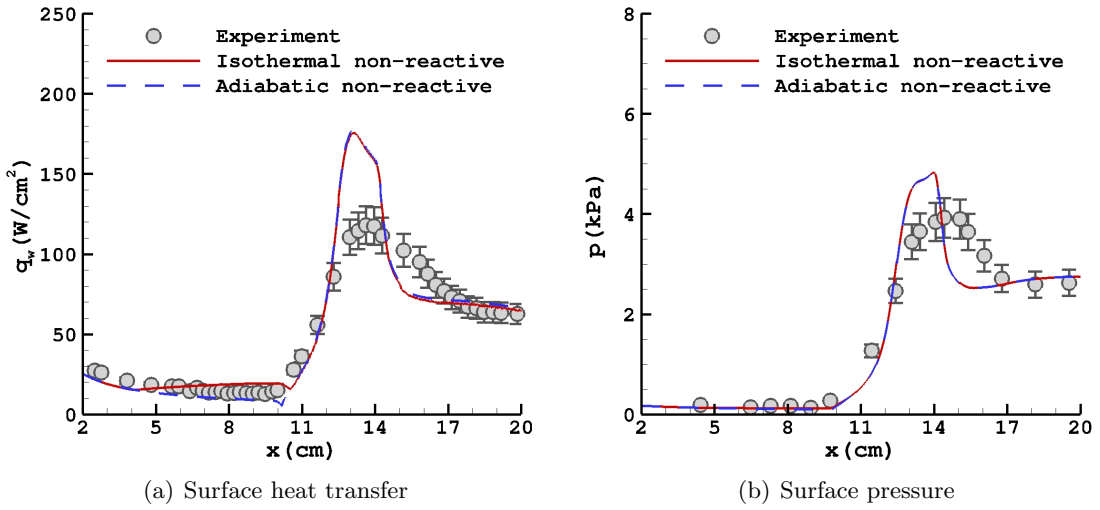 250
200
150
100
50
0
q_w(W/cm²)
Experiment
Isothermal non-reactive
Adiabatic non-reactive
2 5 8 11 14 17 20
x(cm)
(a) Surface heat transfer
8
6
4
2
0
p(kPa)
Experiment
Isothermal non-reactive
Adiabatic non-reactive
2 5 8 11 14 17 20
x(cm)
(b) Surface pressure